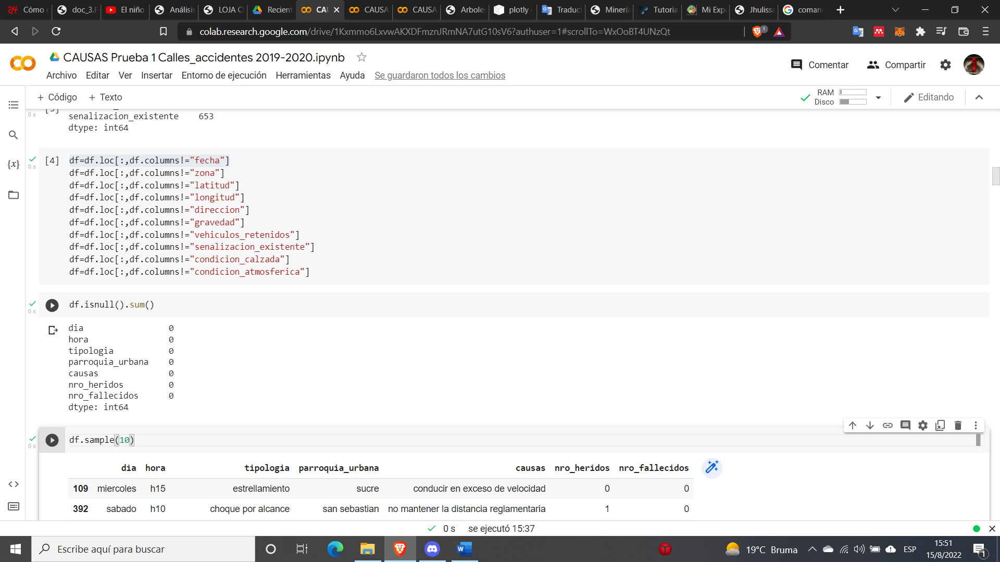 Cómo
doc_3.P
El niño
Análisis
LOJA C
Recient
CAU
CAUSA
CAUSA
Arbole
plotly
Traduct
Minería
Tutoria
Mi Exp
Jhulissa
coman
colab.research.google.com/drive/1Kxmmo6LxvwAKXDFmznJRmNA7utG10sV6?authuser=1#scrollTo=WxOoBT4UNzQt
CAUSAS Prueba 1 Calles_accidentes 2019-2020.ipynb
Archivo Editar Ver Insertar Entorno de ejecución Herramientas Ayuda Se guardaron todos los cambios
Comentar
Compartir
+ Código + Texto
RAM
Disco
Editando
0 s
senalizacion_existente 653
dtype: int64
[4]
0 s
df=df.loc[:,df.columns!="fecha"]
df=df.loc[:,df.columns!="zona"]
df=df.loc[:,df.columns!="latitud"]
df=df.loc[:,df.columns!="longitud"]
df=df.loc[:,df.columns!="direccion"]
df=df.loc[:,df.columns!="gravedad"]
df=df.loc[:,df.columns!="vehiculos_retenidos"]
df=df.loc[:,df.columns!="senalizacion_existente"]
df=df.loc[:,df.columns!="condicion_calzada"]
df=df.loc[:,df.columns!="condicion_atmosferica"]
0 s
df.isnull().sum()
dia 0
hora 0
tipologia 0
parroquia_urbana 0
causas 0
nro_heridos 0
nro_fallecidos 0
dtype: int64
0 s
df.sample(10)
dia hora tipologia parroquia_urbana causas nro_heridos nro_fallecidos
109 miercoles h15 estrellamiento sucre conducir en exceso de velocidad 0 0
392 sabado h10 choque por alcance san sebastian no mantener la distancia reglamentaria 1 0
0 s se ejecutó 15:37
Escribe aquí para buscar
19°C Bruma
ESP
15:51
15/8/2022
1